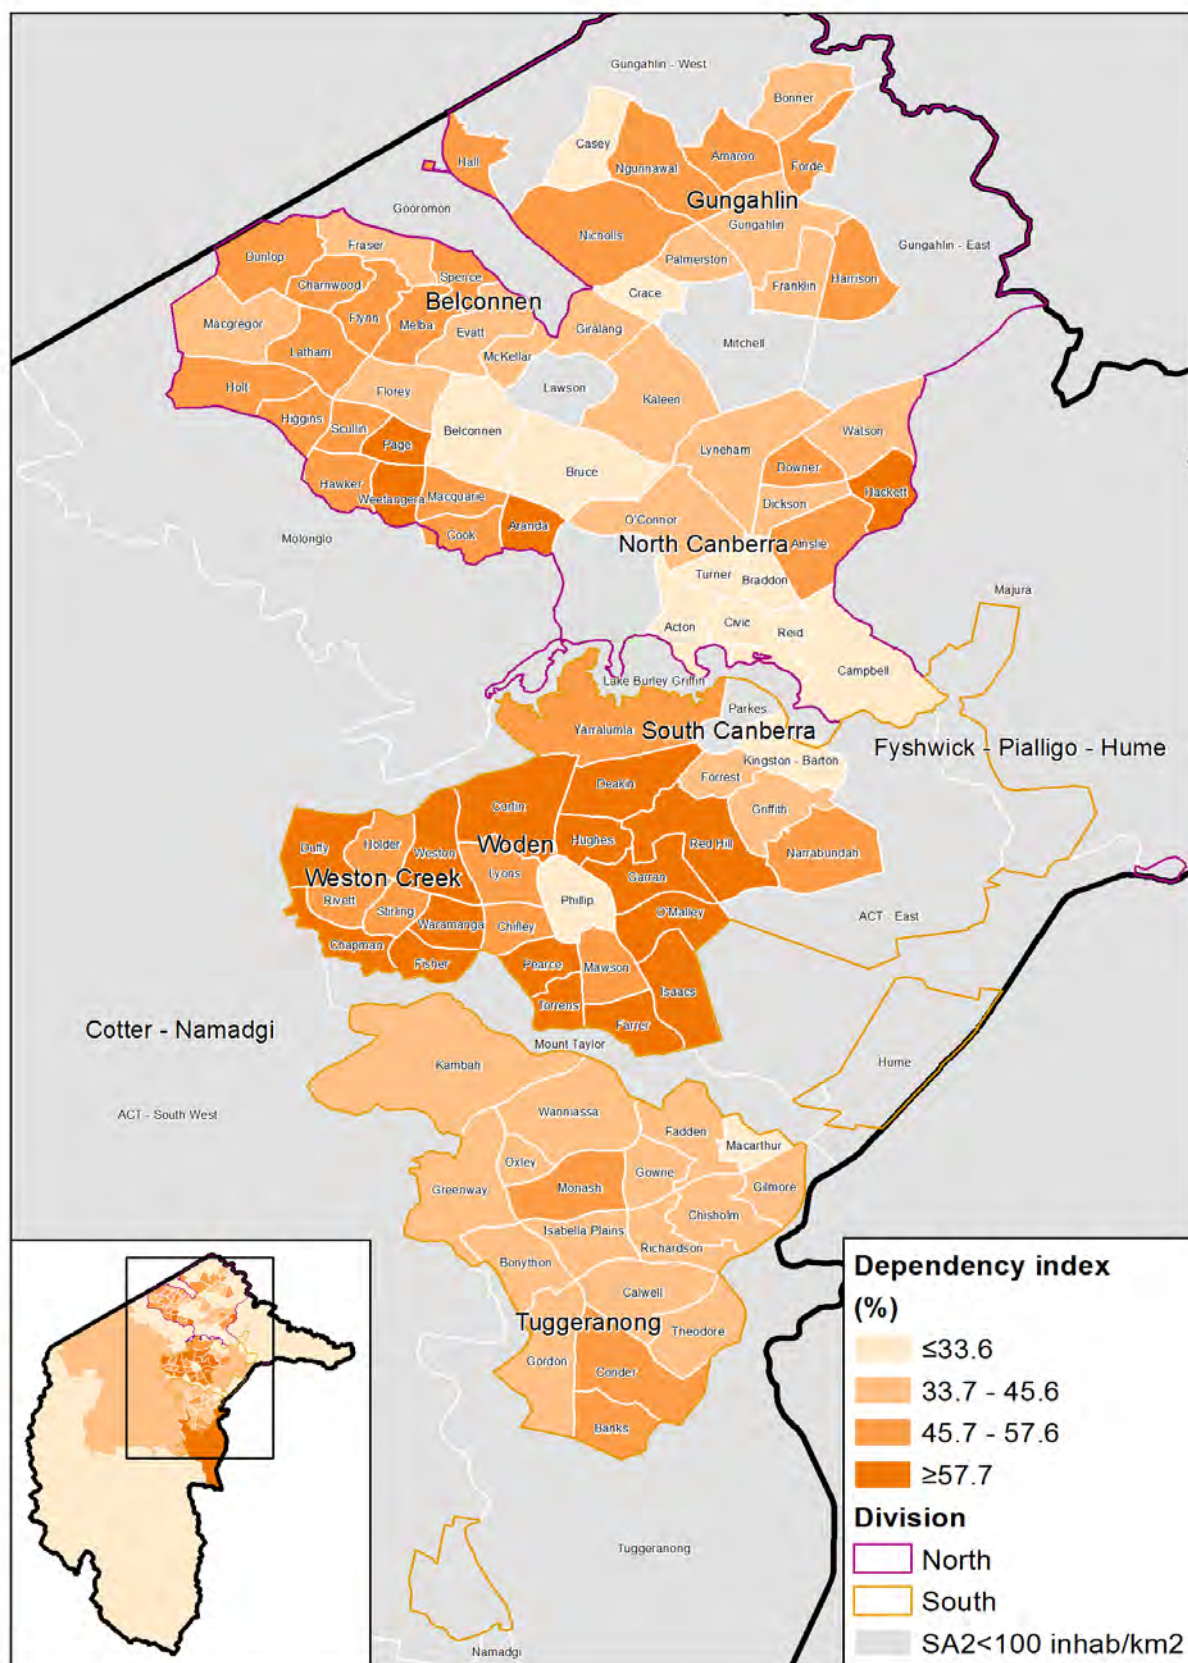 Gungahlin - West
Bonner
Casey
Hall
Ngunnawal
Amaroo
Forde
Gungahlin
Gooromon
Gungahlin
Nicholls
Gungahlin - East
Fraser
Dunlop
Palmerston
Spence
Charnwood
Harrison
Franklin
Crace
Belconnen
Flynn
Melba
Macgregor
Evatt
Giralang
Mitchell
Latham
McKellar
Holt
Lawson
Florey
Kaleen
Higgins
Scullin
Belconnen
Watson
Page
Lyneham
Bruce
Downer
Hawker
Hackett
Weetangera
Macquarie
Dickson
O'Connor
Aranda
Cook
Molonglo
North Canberra
Ainslie
Turner
Braddon
Majura
Acton
Civic
Reid
Campbell
Lake Burley Griffin
Parkes
Yarralumla
South Canberra
Fyshwick - Pialligo - Hume
Kingston - Barton
Forrest
Deakin
Curtin
Griffith
Hughes
Woden
Red Hill
Duffy
Holder
Weston
Narrabundah
Lyons
Garran
Weston Creek
Rivett
Phillip
Stirling
O'Malley
ACT - East
Waramanga
Chifley
Chapman
Fisher
Pearce
Mawson
Isaacs
Torrens
Farrer
Cotter - Namadgi
Mount Taylor
Kambah
Hume
ACT - South West
Wanniassa
Fadden
Macarthur
Oxley
Gowrie
Greenway
Monash
Gilmore
Chisholm
Isabella Plains
Richardson
Bonython
Calwell
Tuggeranong
Theodore
Gordon
Conder
Banks
Tuggeranong
Namadgi
Dependency index
(%)
≤33.6
33.7 - 45.6
45.7 - 57.6
≥57.7
Division
North
South
SA2<100 inhab/km2